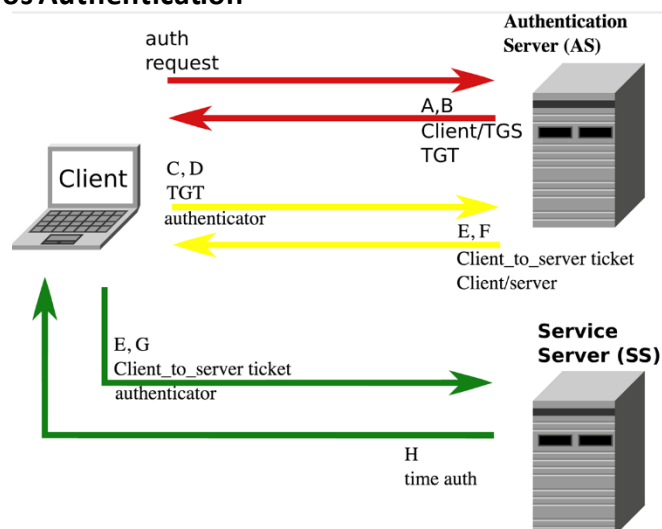 Authentication
auth
request
Authentication
Server (AS)
A,B
Client/TGS
TGT
Client
C, D
TGT
authenticator
E, F
Client_to_server ticket
Client/server
E, G
Client_to_server ticket
authenticator
Service
Server (SS)
H
time auth